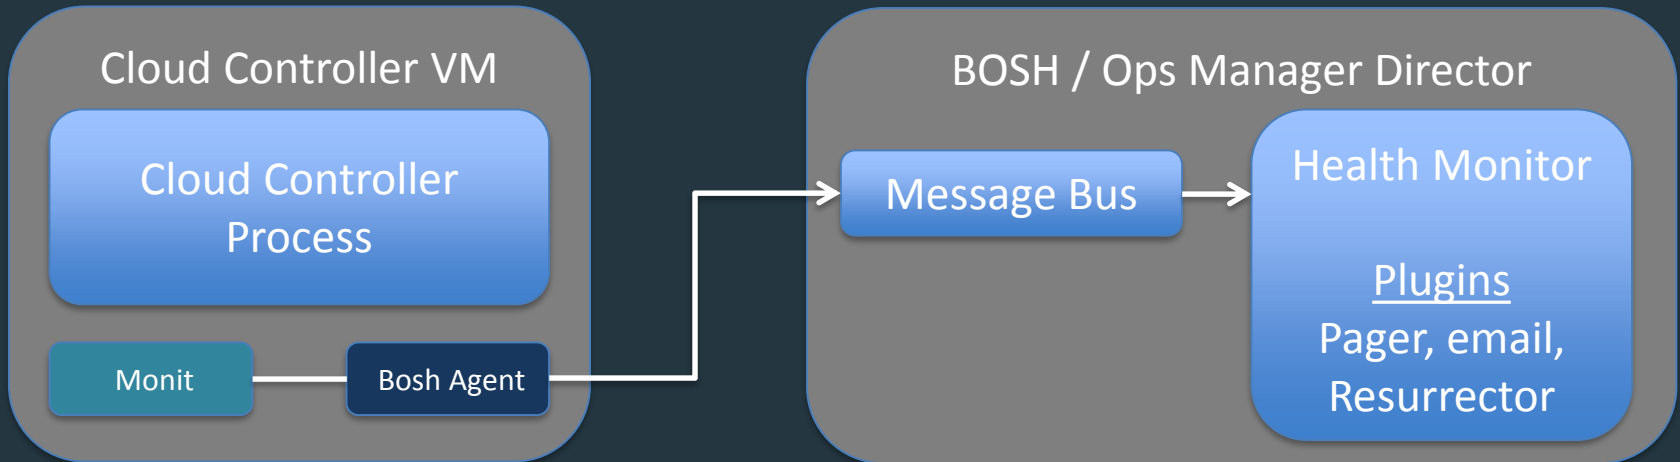 Cloud Controller VM
Cloud Controller
Process
Monit
Bosh Agent
BOSH / Ops Manager Director
Message Bus
Health Monitor
Plugins
Pager, email,
Resurrector